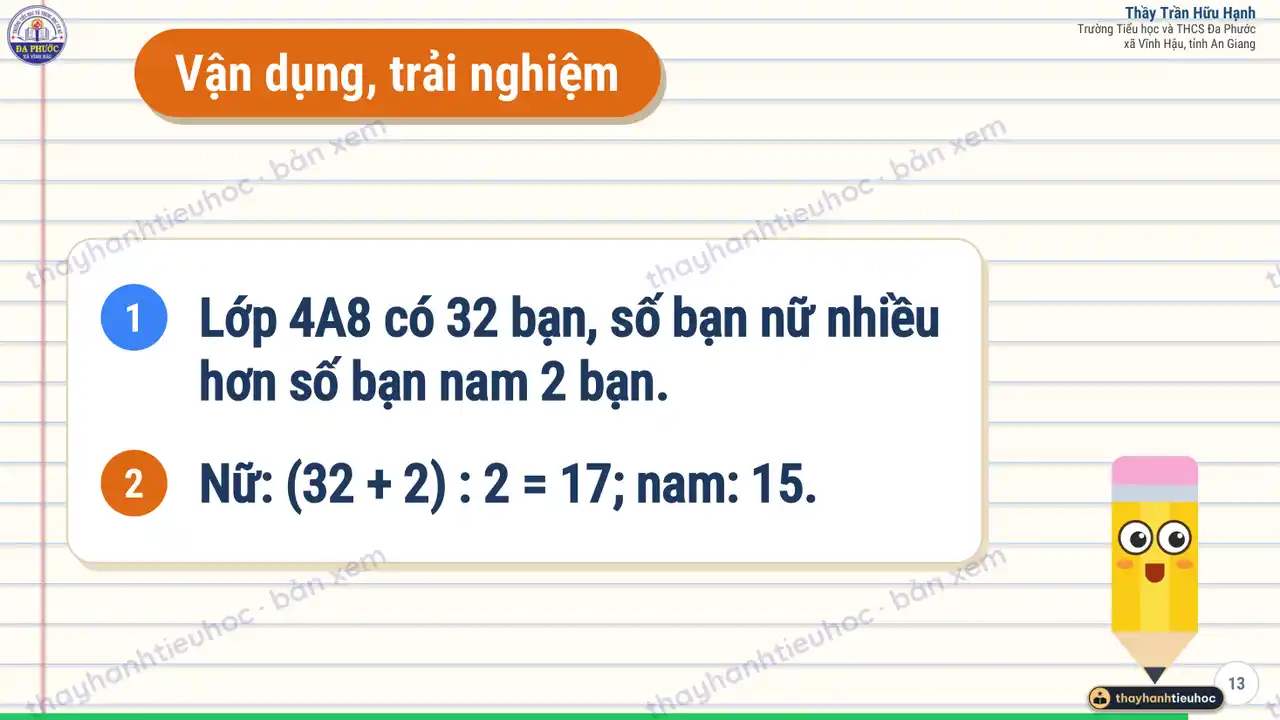 Thầy Trần Hữu Hạnh
Trường Tiểu học và THCS Đa Phước
xã Vĩnh Hậu, tỉnh An Giang
ĐA PHƯỚC
XÃ VĨNH HẬU
Vận dụng, trải nghiệm
thayhanhtieuhoc · bản xem
thayhanhtieuhoc · bản xem
1
Lớp 4A8 có 32 bạn, số bạn nữ nhiều
hơn số bạn nam 2 bạn.
2
Nữ: (32 + 2) : 2 = 17; nam: 15.
thayhanhtieuhoc · bản xem
thayhanhtieuhoc · bản xem
thayhanhtieuhoc
13